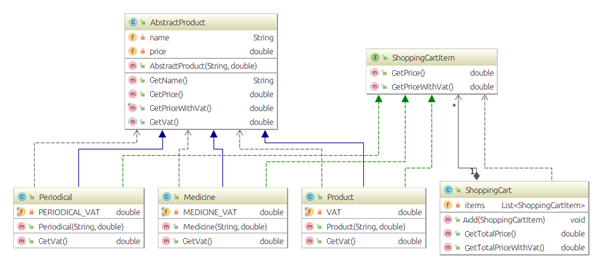 AbstractProduct
name String
price double
AbstractProduct(String, double)
GetName() String
GetPrice() double
GetPriceWithVat() double
GetVat() double
ShoppingCartItem
GetPrice() double
GetPriceWithVat() double
*
1
Periodical
PERIODICAL_VAT double
Periodical(String, double)
GetVat() double
Medicine
MEDICINE_VAT double
Medicine(String, double)
GetVat() double
Product
VAT double
Product(String, double)
GetVat() double
ShoppingCart
items List<ShoppingCartItem>
Add(ShoppingCartItem) void
GetTotalPrice() double
GetTotalPriceWithVat() double